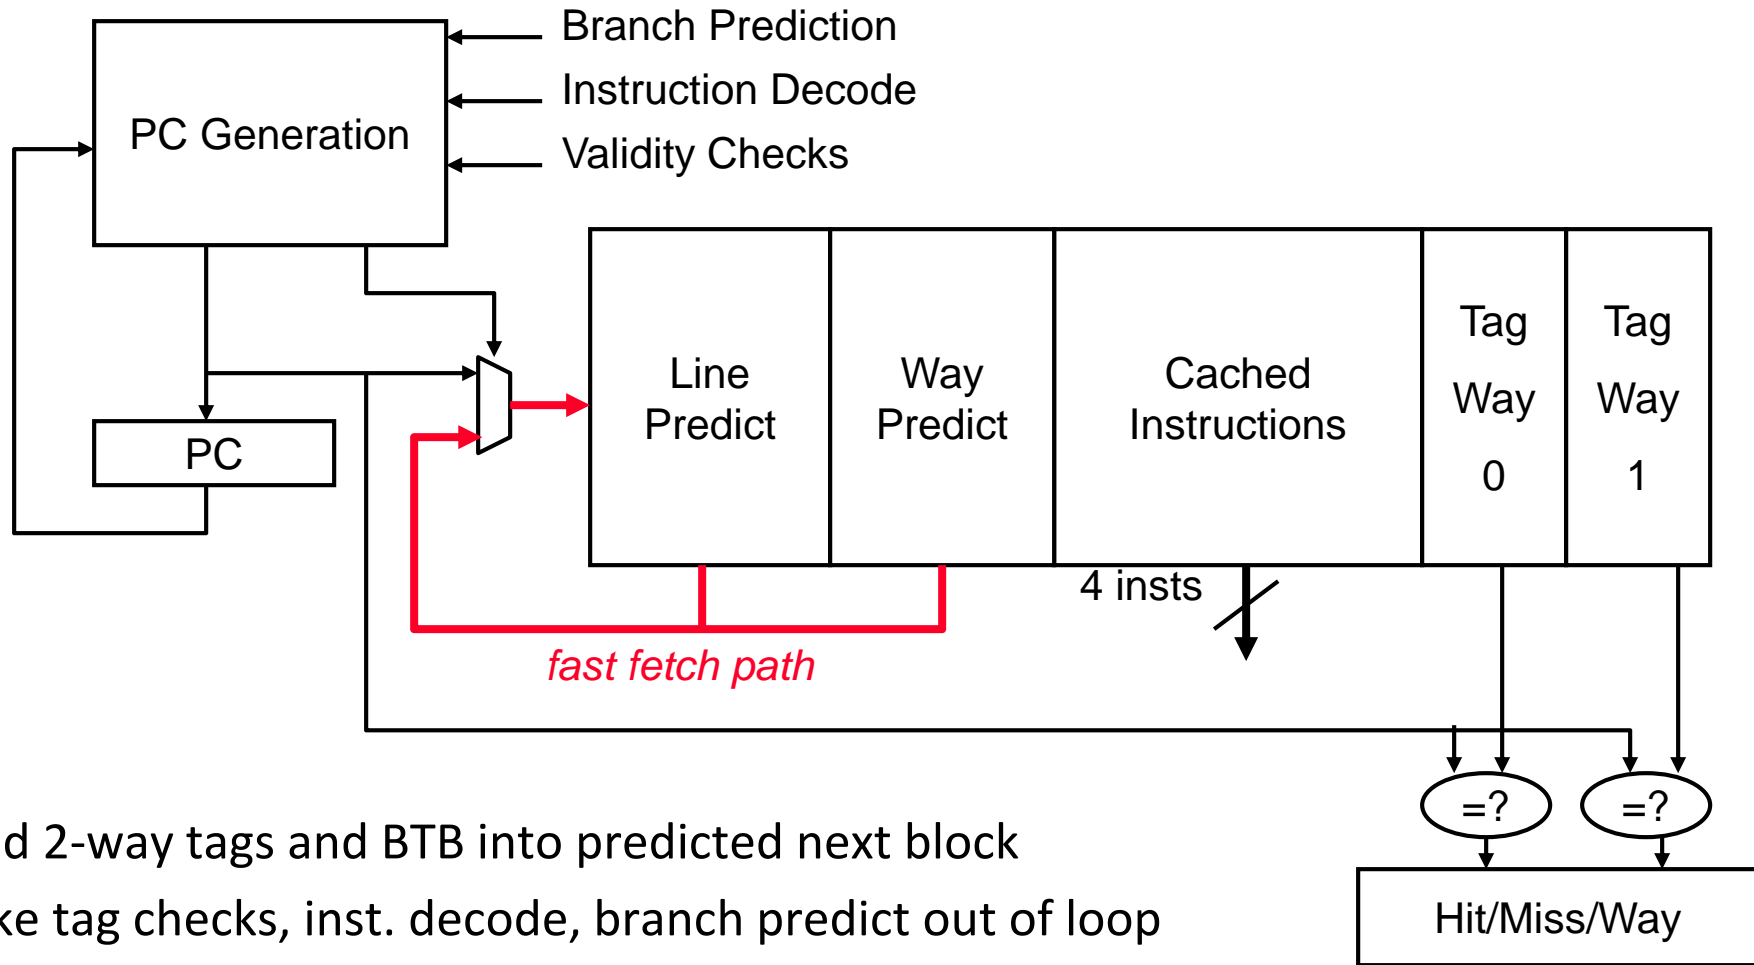 Branch Prediction
Instruction Decode
Validity Checks
PC Generation
PC
Line
Predict
Way
Predict
Cached
Instructions
Tag
Way
0
Tag
Way
1
4 insts
fast fetch path
=?
=?
Hit/Miss/Way
d 2-way tags and BTB into predicted next block
ke tag checks, inst. decode, branch predict out of loop